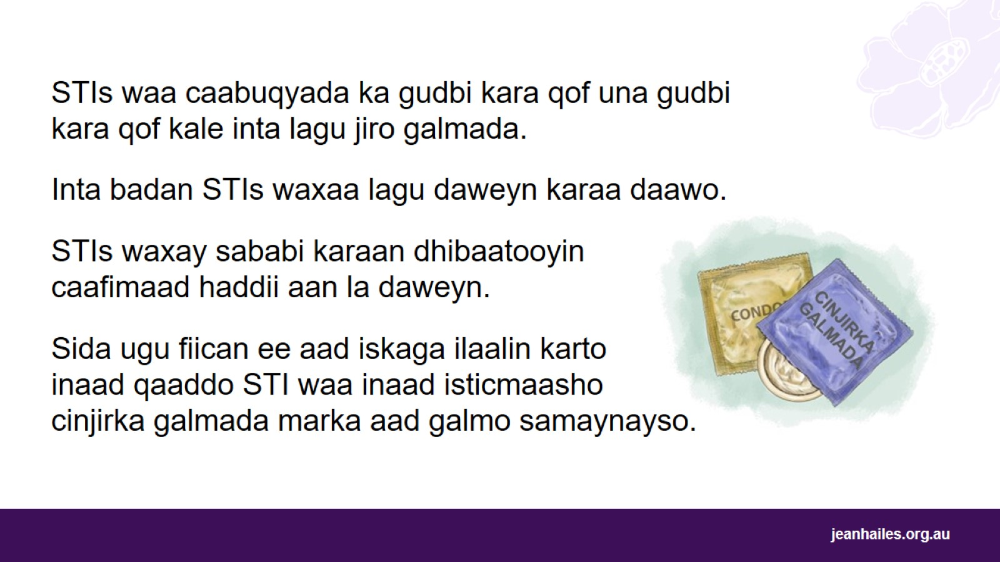 STIs waa caabuqyada ka gudbi kara qof una gudbi
kara qof kale inta lagu jiro galmada.
Inta badan STIs waxaa lagu daweyn karaa daawo.
STIs waxay sababi karaan dhibaatooyin
caafimaad haddii aan la daweyn.
Sida ugu fiican ee aad iskaga ilaalin karto
inaad qaaddo STI waa inaad isticmaasho
cinjirka galmada marka aad galmo samaynayso.
CINJIRKA
GALMADA
jeanhailes.org.au